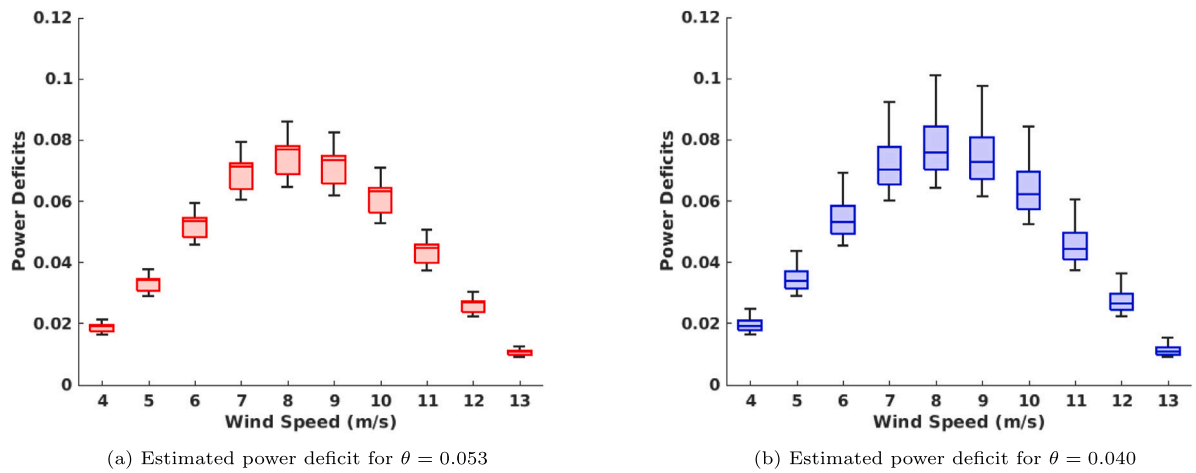 0.12
0.1
0.08
0.06
0.04
0.02
0
Power Deficits
4 5 6 7 8 9 10 11 12 13
Wind Speed (m/s)
(a) Estimated power deficit for θ = 0.053
0.12
0.1
0.08
0.06
0.04
0.02
0
Power Deficits
4 5 6 7 8 9 10 11 12 13
Wind Speed (m/s)
(b) Estimated power deficit for θ = 0.040